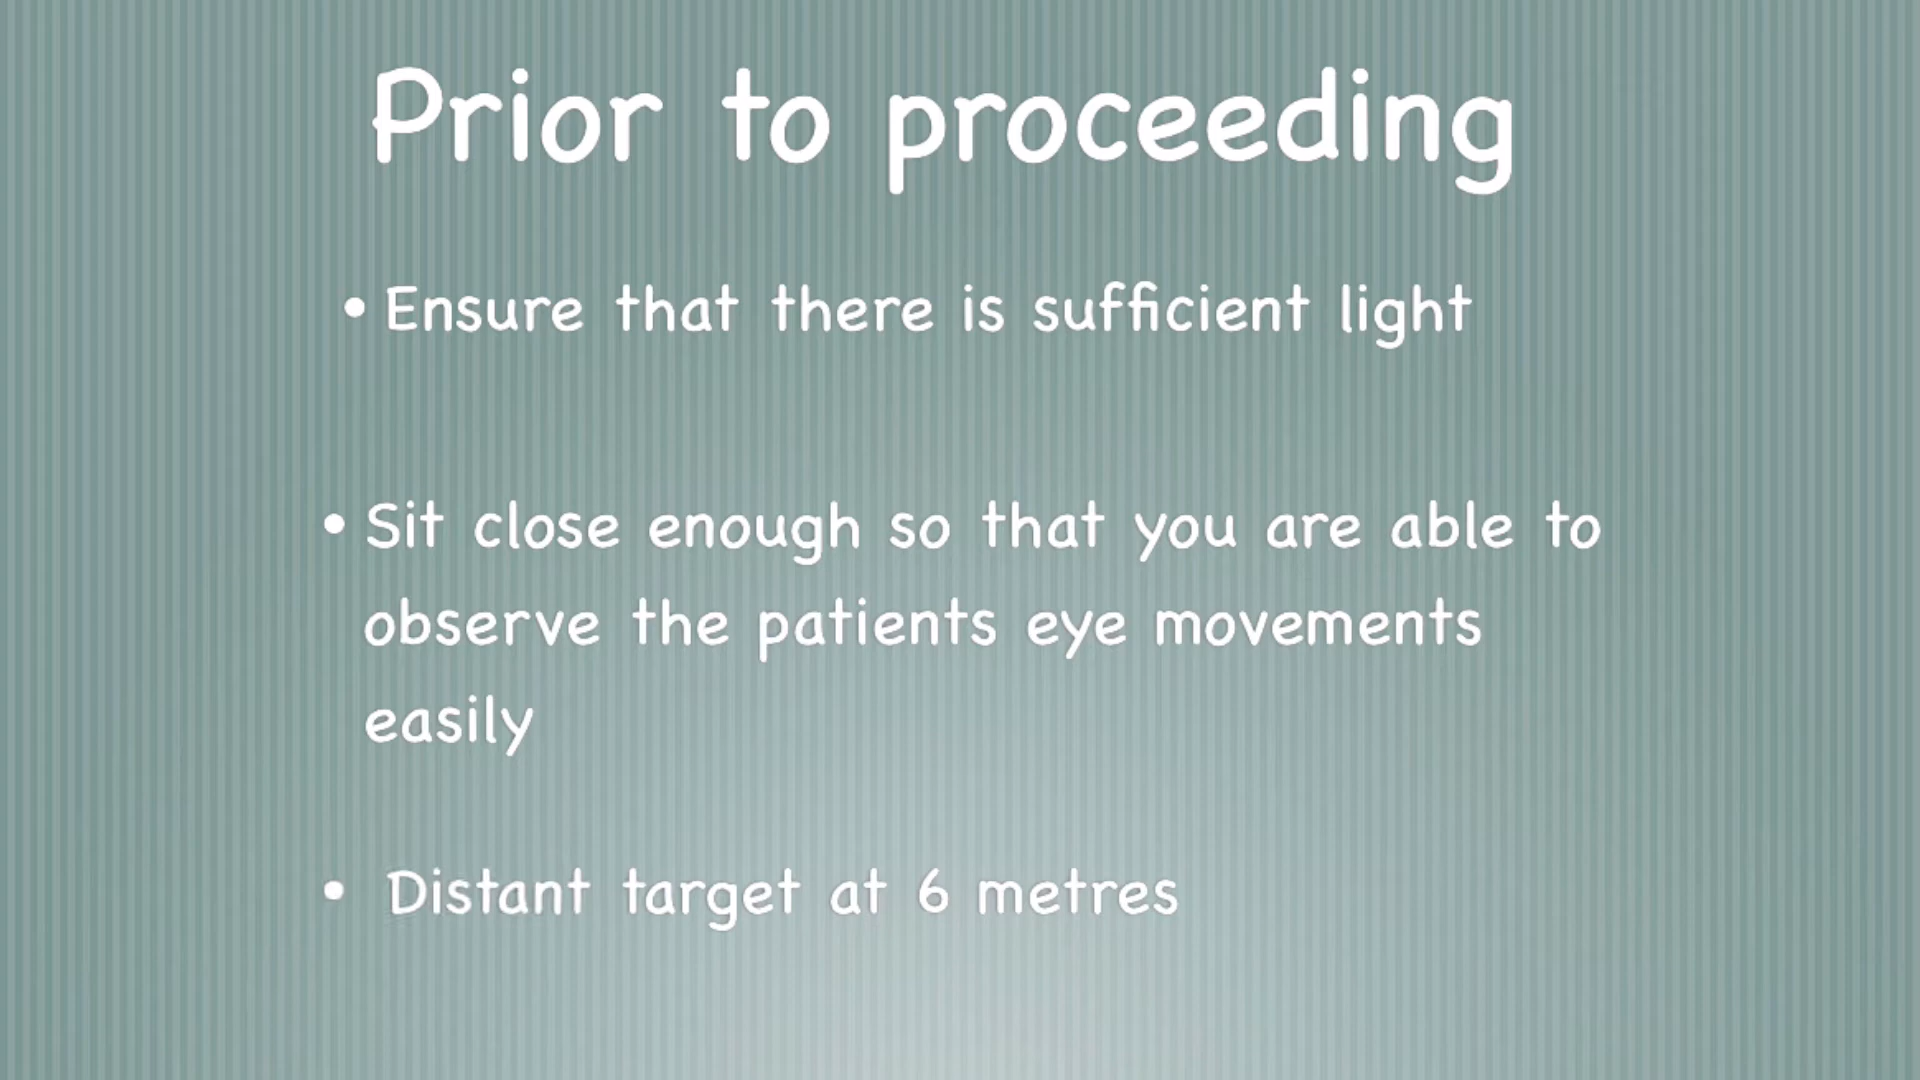 Prior to proceeding
• Ensure that there is sufficient light
• Sit close enough so that you are able to
observe the patients eye movements
easily
• Distant target at 6 metres